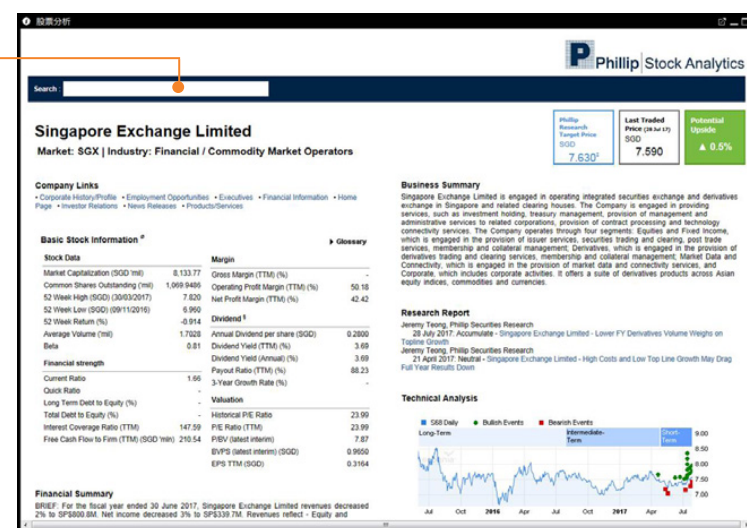 股票分析
Phillip Stock Analytics
Search :
Singapore Exchange Limited
Market: SGX | Industry: Financial / Commodity Market Operators
Phillip
Research
Target Price
SGD
7.630
Last Traded
Price (28 Jul 17)
SGD
7.590
Potential
Upside
▲ 0.5%
Company Links
• Corporate History/Profile • Employment Opportunities • Executives • Financial Information • Home
Page • Investor Relations • News Releases • Products/Services
Basic Stock Information
▸ Glossary
Stock Data
Market Capitalization (SGD 'mil) 8,133.77
Common Shares Outstanding ('mil) 1,069.9486
52 Week High (SGD) (30/03/2017) 7.820
52 Week Low (SGD) (09/11/2016) 6.960
52 Week Return (%) -0.914
Average Volume ('mil) 1.7028
Beta 0.81
Financial strength
Current Ratio 1.66
Quick Ratio -
Long Term Debt to Equity (%) -
Total Debt to Equity (%) -
Interest Coverage Ratio (TTM) 147.59
Free Cash Flow to Firm (TTM) (SGD 'mln) 210.54
Margin
Gross Margin (TTM) (%) -
Operating Profit Margin (TTM) (%) 50.18
Net Profit Margin (TTM) (%) 42.42
Dividend
Annual Dividend per share (SGD) 0.2800
Dividend Yield (TTM) (%) 3.69
Dividend Yield (Annual) (%) 3.69
Payout Ratio (TTM) (%) 88.23
3-Year Growth Rate (%) -
Valuation
Historical P/E Ratio 23.99
P/E Ratio (TTM) 23.99
P/BV (latest interim) 7.87
BVPS (latest interim) (SGD) 0.9650
EPS TTM (SGD) 0.3164
Financial Summary
BRIEF: For the fiscal year ended 30 June 2017, Singapore Exchange Limited revenues decreased
2% to SP$800.8M. Net income decreased 3% to SP$339.7M. Revenues reflect - Equity and
Business Summary
Singapore Exchange Limited is engaged in operating integrated securities exchange and derivatives
exchange in Singapore and related clearing houses. The Company is engaged in providing
services, such as investment holding, treasury management, provision of management and
administrative services to related corporations, provision of contract processing and technology
connectivity services. The Company operates through four segments: Equities and Fixed Income,
which is engaged in the provision of issuer services, securities trading and clearing, post trade
services, membership and collateral management; Derivatives, which is engaged in the provision of
derivatives trading and clearing services, membership and collateral management; Market Data and
Connectivity, which is engaged in the provision of market data and connectivity services, and
Corporate, which includes corporate activities. It offers a suite of derivatives products across Asian
equity indices, commodities and currencies.
Research Report
Jeremy Teong, Phillip Securities Research
28 July 2017: Accumulate - Singapore Exchange Limited - Lower FY Derivatives Volume Weighs on
Topline Growth
Jeremy Teong, Phillip Securities Research
21 April 2017: Neutral - Singapore Exchange Limited - High Costs and Low Top Line Growth May Drag
Full Year Results Down
Technical Analysis
S68 Daily Bullish Events Bearish Events
Long-Term Intermediate-Term Short-Term
9.00
8.50
8.00
7.50
7.00
Jul Oct 2016 Apr Jul Oct 2017 Apr Jul